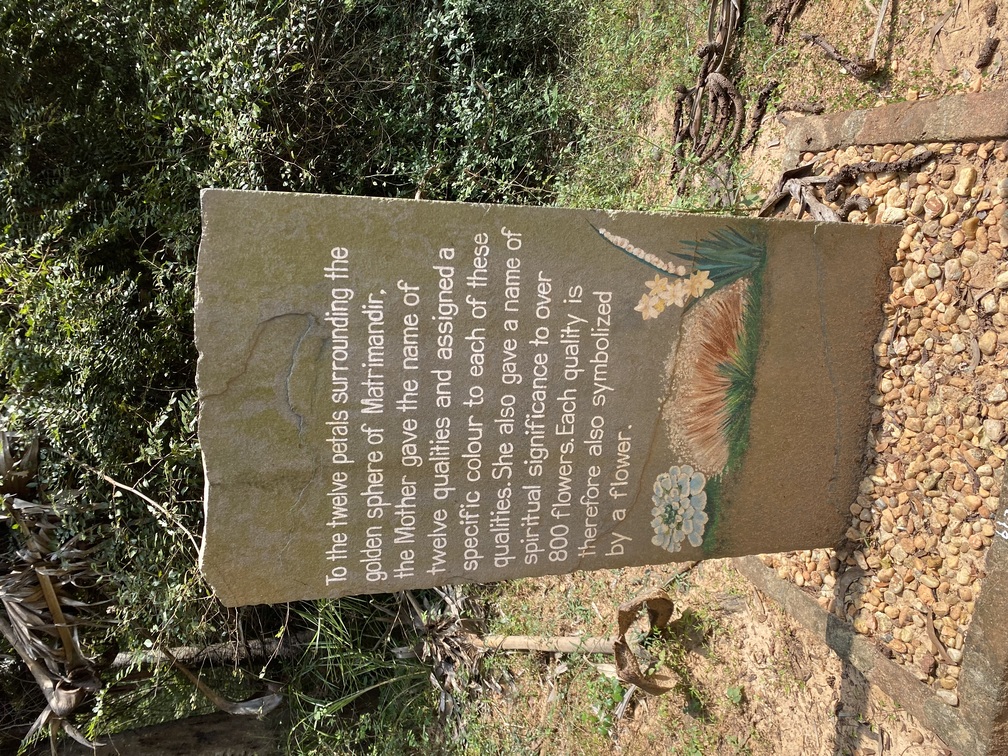 To the twelve petals surrounding the
golden sphere of Matrimandir,
the Mother gave the name of
twelve qualities and assigned a
specific colour to each of these
qualities. She also gave a name of
spiritual significance to over
800 flowers. Each quality is
therefore also symbolized
by a flower.